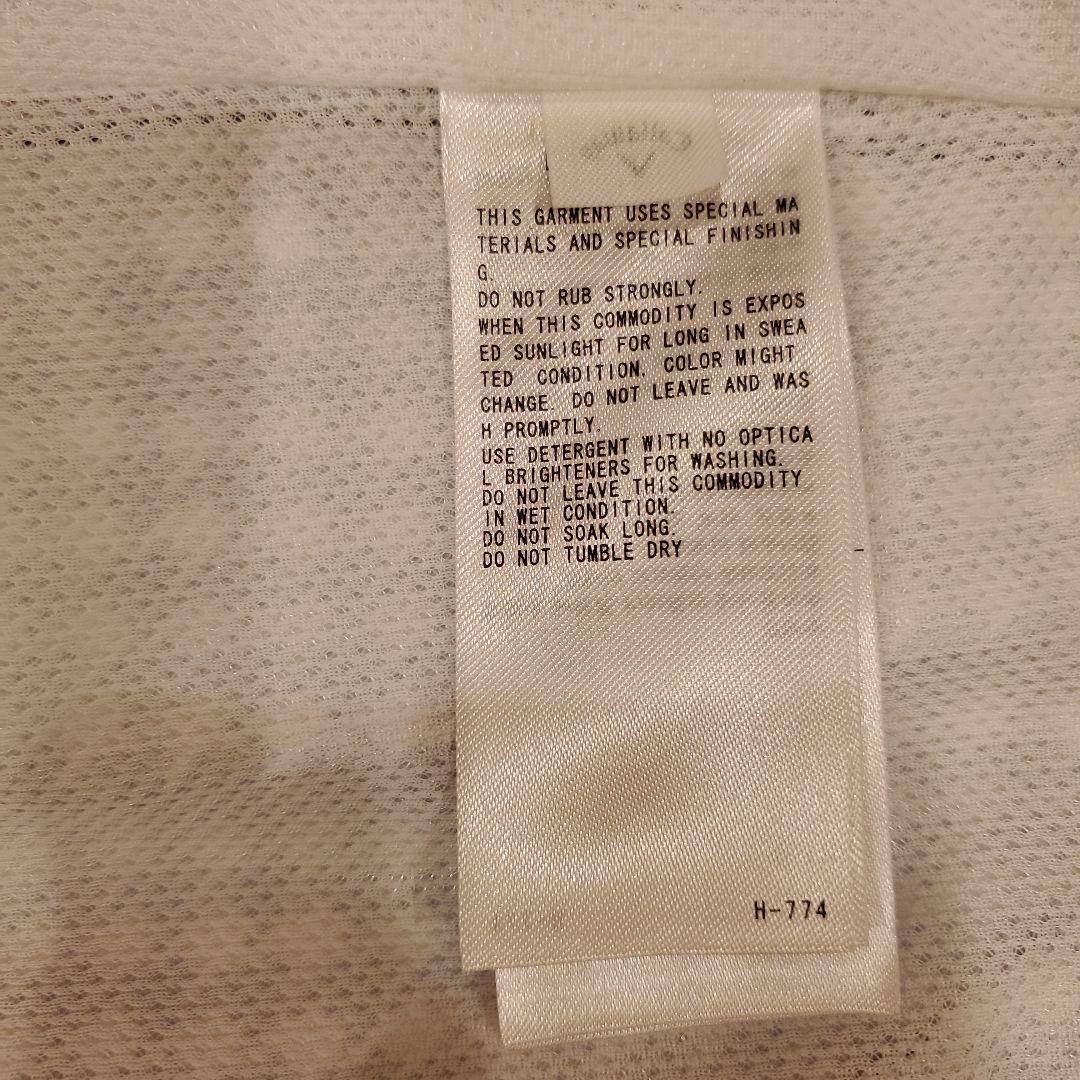 THIS GARMENT USES SPECIAL MA
TERIALS AND SPECIAL FINISHIN
G.
DO NOT RUB STRONGLY.
WHEN THIS COMMODITY IS EXPOS
ED SUNLIGHT FOR LONG IN SWEA
TED CONDITION. COLOR MIGHT
CHANGE. DO NOT LEAVE AND WAS
H PROMPTLY.
USE DETERGENT WITH NO OPTICA
L BRIGHTENERS FOR WASHING.
DO NOT LEAVE THIS COMMODITY
IN WET CONDITION.
DO NOT SOAK LONG.
DO NOT TUMBLE DRY
H-774